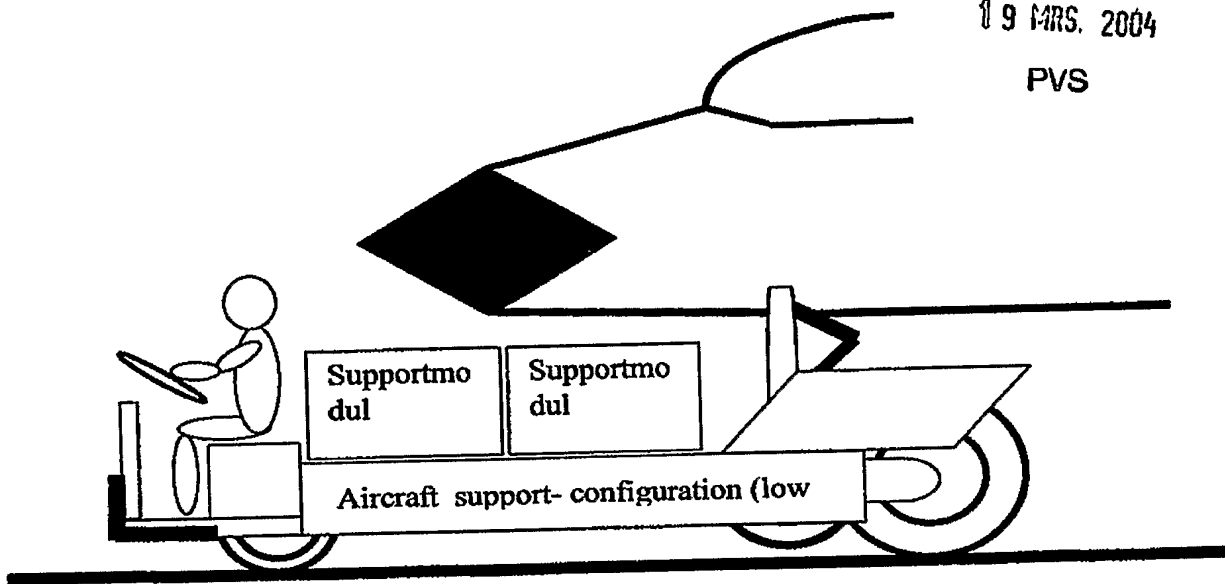 19 MRS. 2004
PVS
Supportmo
dul
Supportmo
dul
Aircraft support- configuration (low